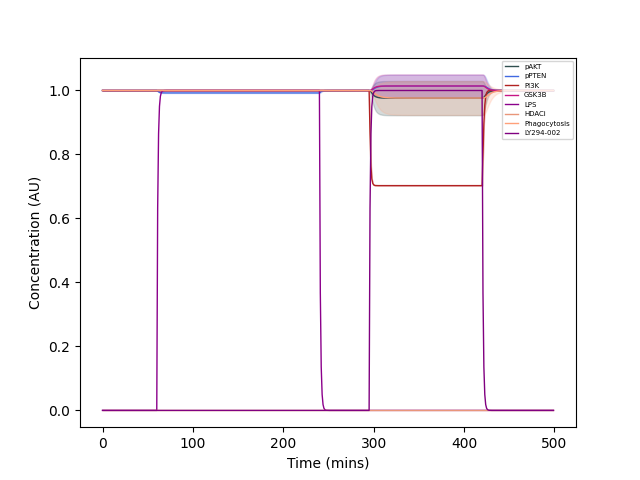 pAKT
pPTEN
PI3K
GSK3B
LPS
HDACi
Phagocytosis
LY294-002
1.0
0.8
0.6
0.4
0.2
0.0
Concentration (AU)
0 100 200 300 400 500
Time (mins)